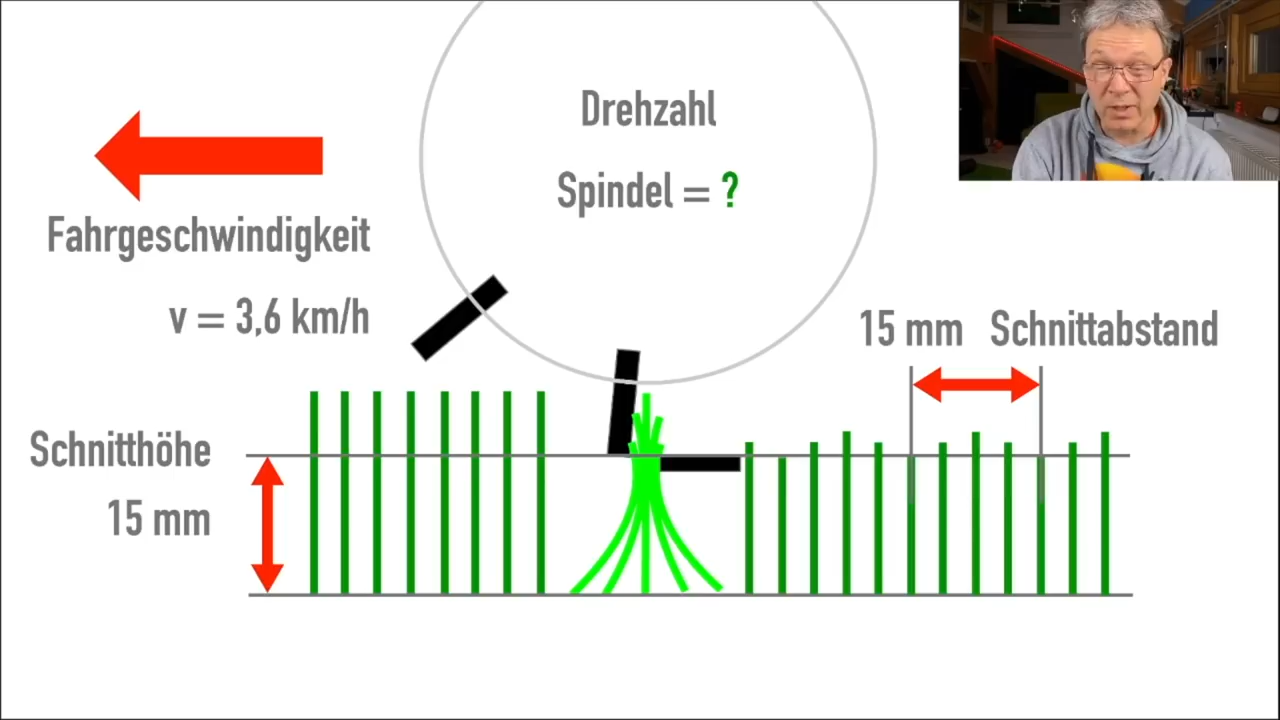 Drehzahl
Spindel = ?
Fahrgeschwindigkeit
v = 3,6 km/h
15 mm Schnittabstand
Schnitthöhe
15 mm